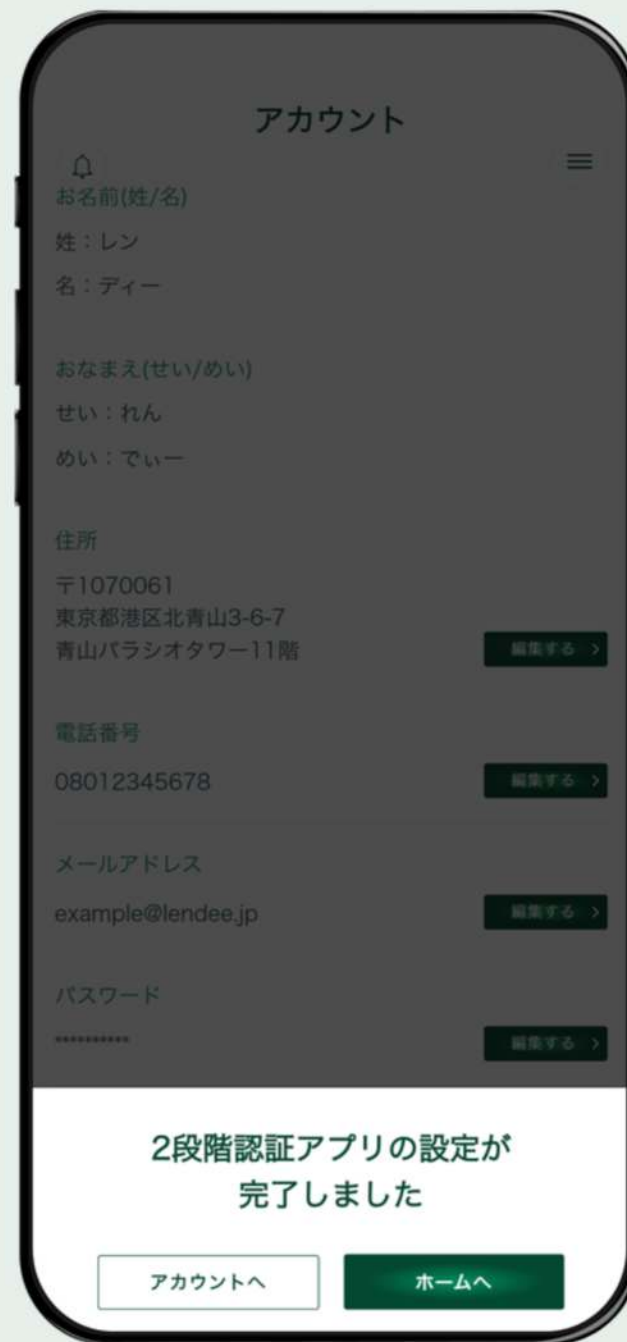 アカウント
お名前(姓/名)
姓：レン
名：ディー
おなまえ(せい/めい)
せい：れん
めい：でぃー
住所
〒1070061
東京都港区北青山3-6-7
青山パラシオタワー11階
編集する
電話番号
08012345678
編集する
メールアドレス
example@lendee.jp
編集する
パスワード
••••••••••
編集する
2段階認証アプリの設定が
完了しました
アカウントへ
ホームへ